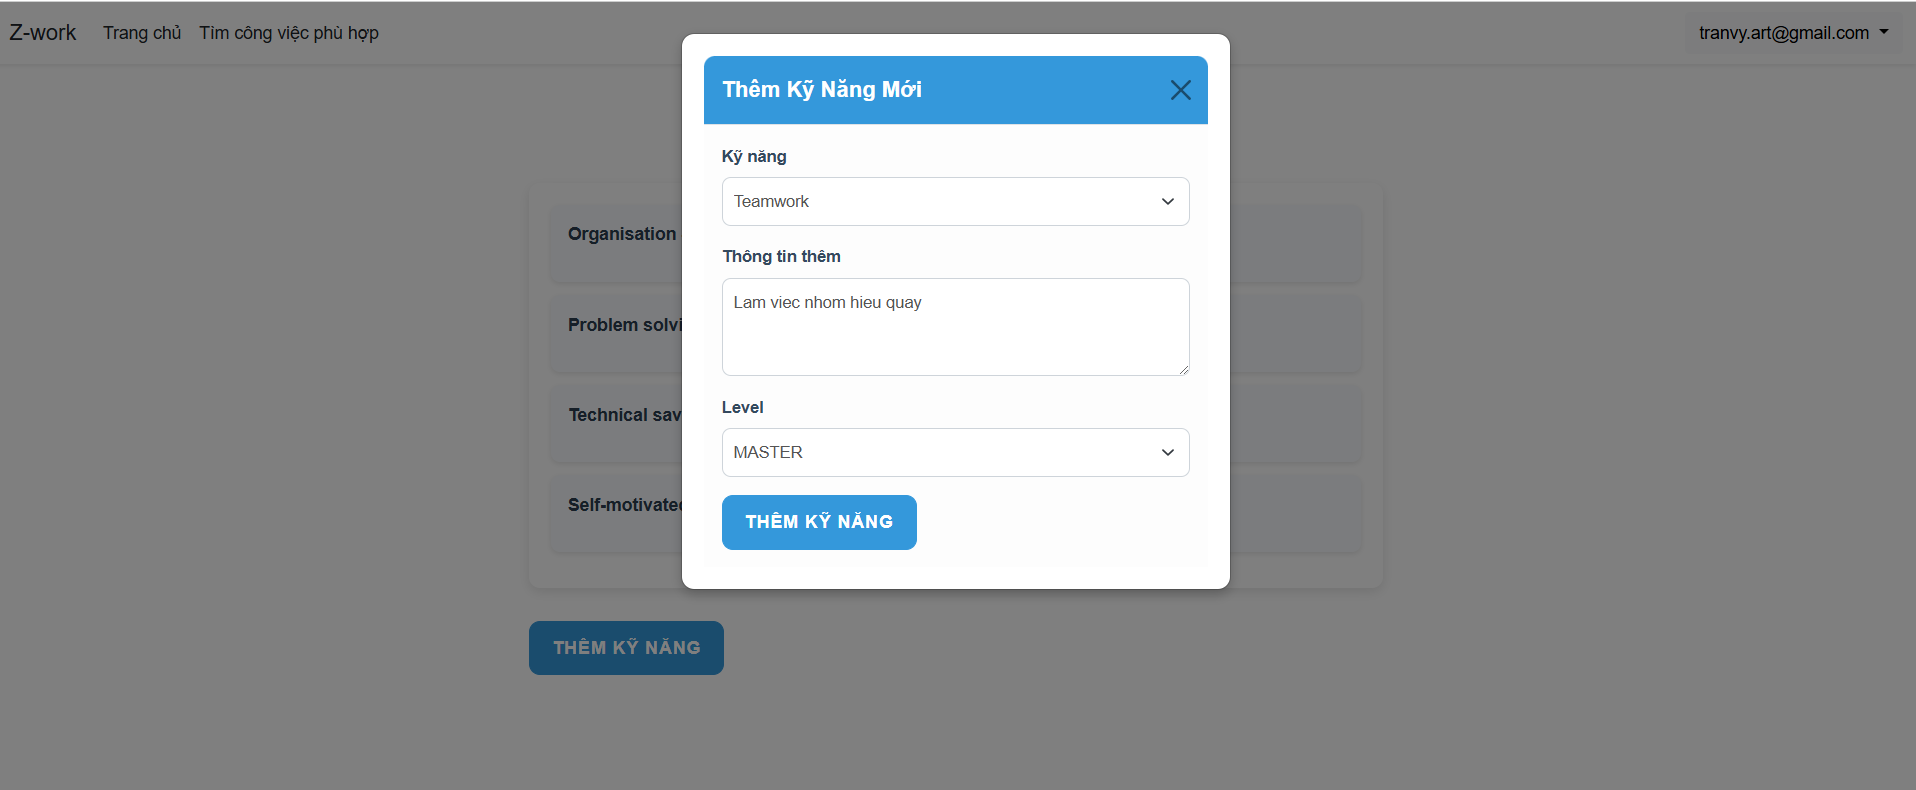 Z-work Trang chủ Tìm công việc phù hợp tranvy.art@gmail.com
Thêm Kỹ Năng Mới
Kỹ năng
Teamwork
Thông tin thêm
Lam viec nhom hieu quay
Level
MASTER
THÊM KỸ NĂNG
Organisation
Problem solvi
Technical sav
Self-motivated
THÊM KỸ NĂNG